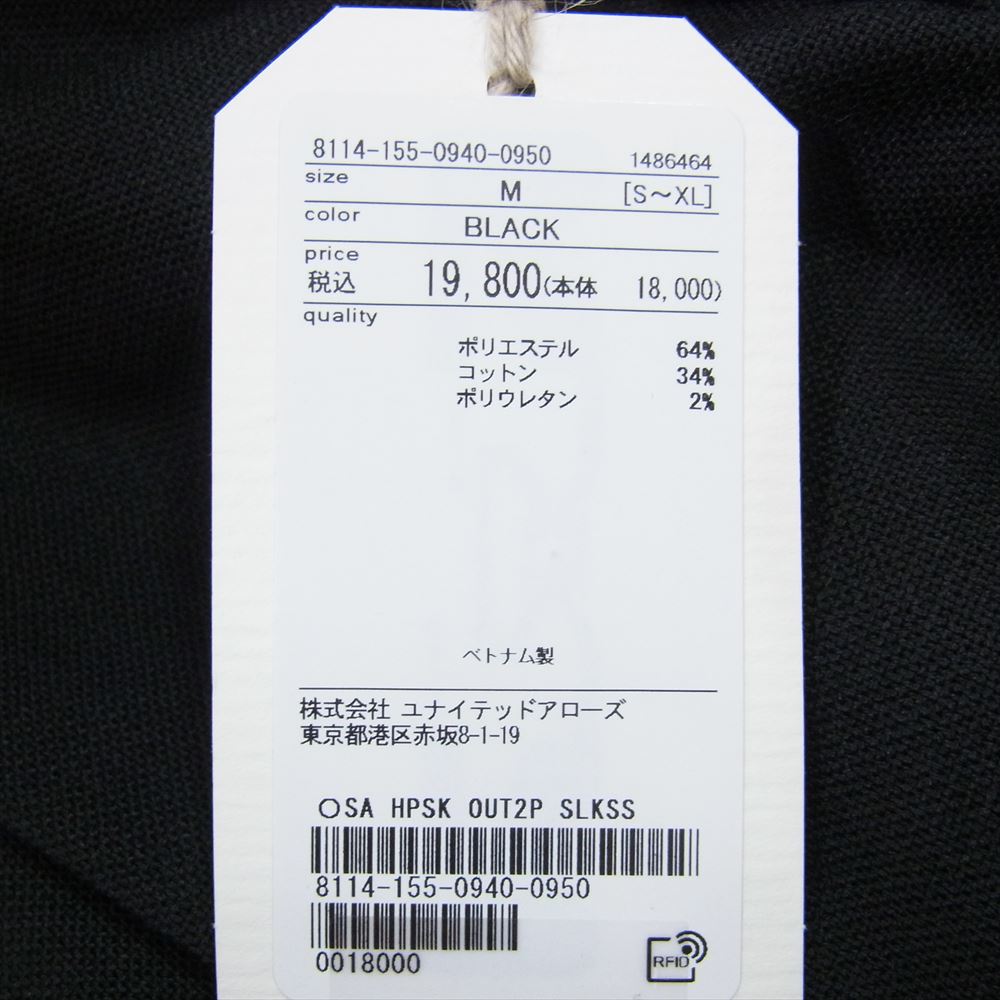 8114-155-0940-0950 1486464
size M [S～XL]
color BLACK
price
税込 19,800(本体 18,000)
quality
ポリエステル 64%
コットン 34%
ポリウレタン 2%
ベトナム製
株式会社 ユナイテッドアローズ
東京都港区赤坂8-1-19
〇SA HPSK OUT2P SLKSS
8114-155-0940-0950
0018000
RFID